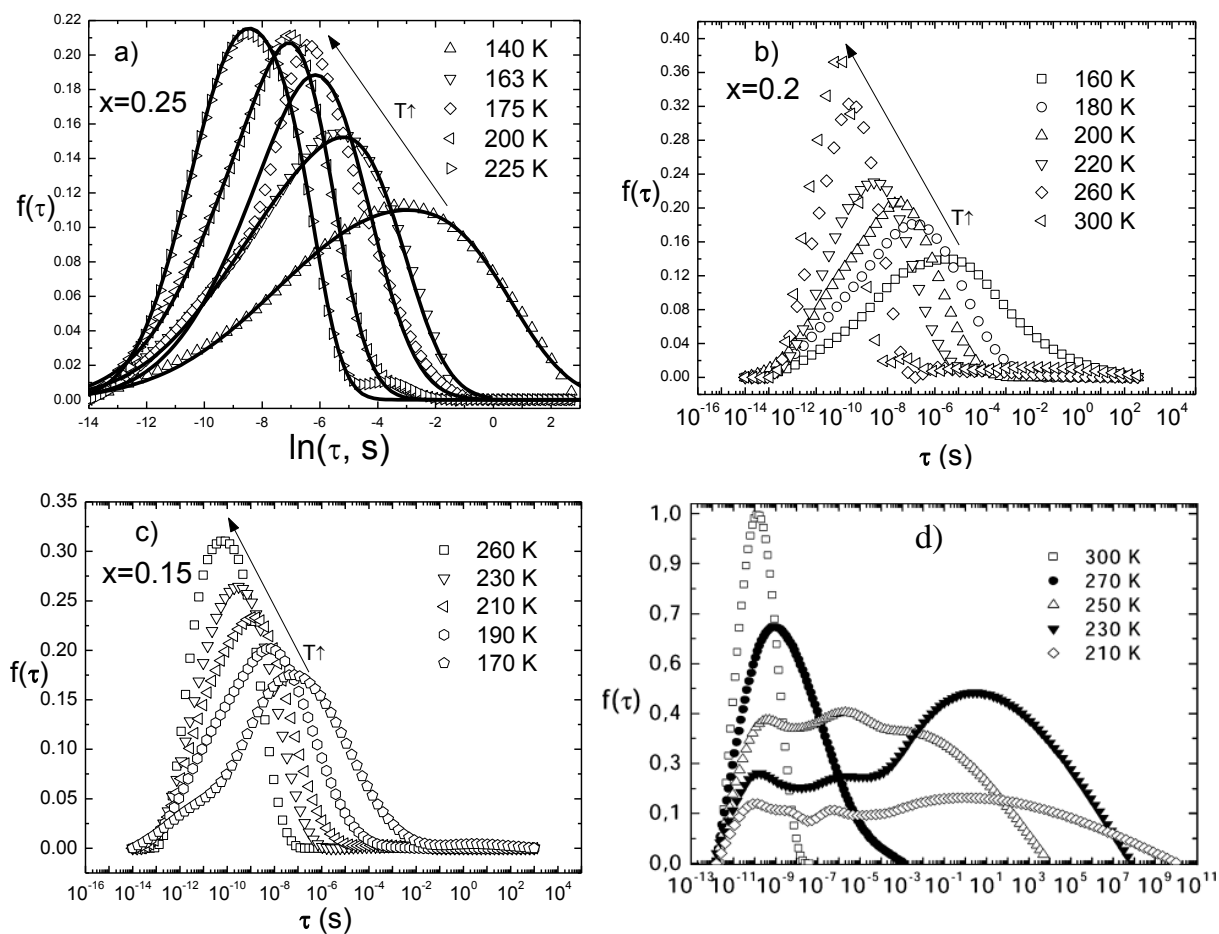 a)
x=0.25
f(τ)
0.22
0.20
0.18
0.16
0.14
0.12
0.10
0.08
0.06
0.04
0.02
0.00
140 K
163 K
175 K
200 K
225 K
T↑
-14 -12 -10 -8 -6 -4 -2 0 2
ln(τ, s)
b)
x=0.2
f(τ)
0.40
0.36
0.32
0.28
0.24
0.20
0.16
0.12
0.08
0.04
0.00
160 K
180 K
200 K
220 K
260 K
300 K
T↑
10⁻¹⁶ 10⁻¹⁴ 10⁻¹² 10⁻¹⁰ 10⁻⁸ 10⁻⁶ 10⁻⁴ 10⁻² 10⁰ 10² 10⁴
τ (s)
c)
x=0.15
f(τ)
0.35
0.30
0.25
0.20
0.15
0.10
0.05
0.00
260 K
230 K
210 K
190 K
170 K
T↑
10⁻¹⁶ 10⁻¹⁴ 10⁻¹² 10⁻¹⁰ 10⁻⁸ 10⁻⁶ 10⁻⁴ 10⁻² 10⁰ 10² 10⁴
τ (s)
d)
f(τ)
1,0
0,7
0,6
0,4
0,3
0,1
0,0
300 K
270 K
250 K
230 K
210 K
10⁻¹³ 10⁻¹¹ 10⁻⁹ 10⁻⁷ 10⁻⁵ 10⁻³ 10⁻¹ 10¹ 10³ 10⁵ 10⁷ 10⁹ 10¹¹